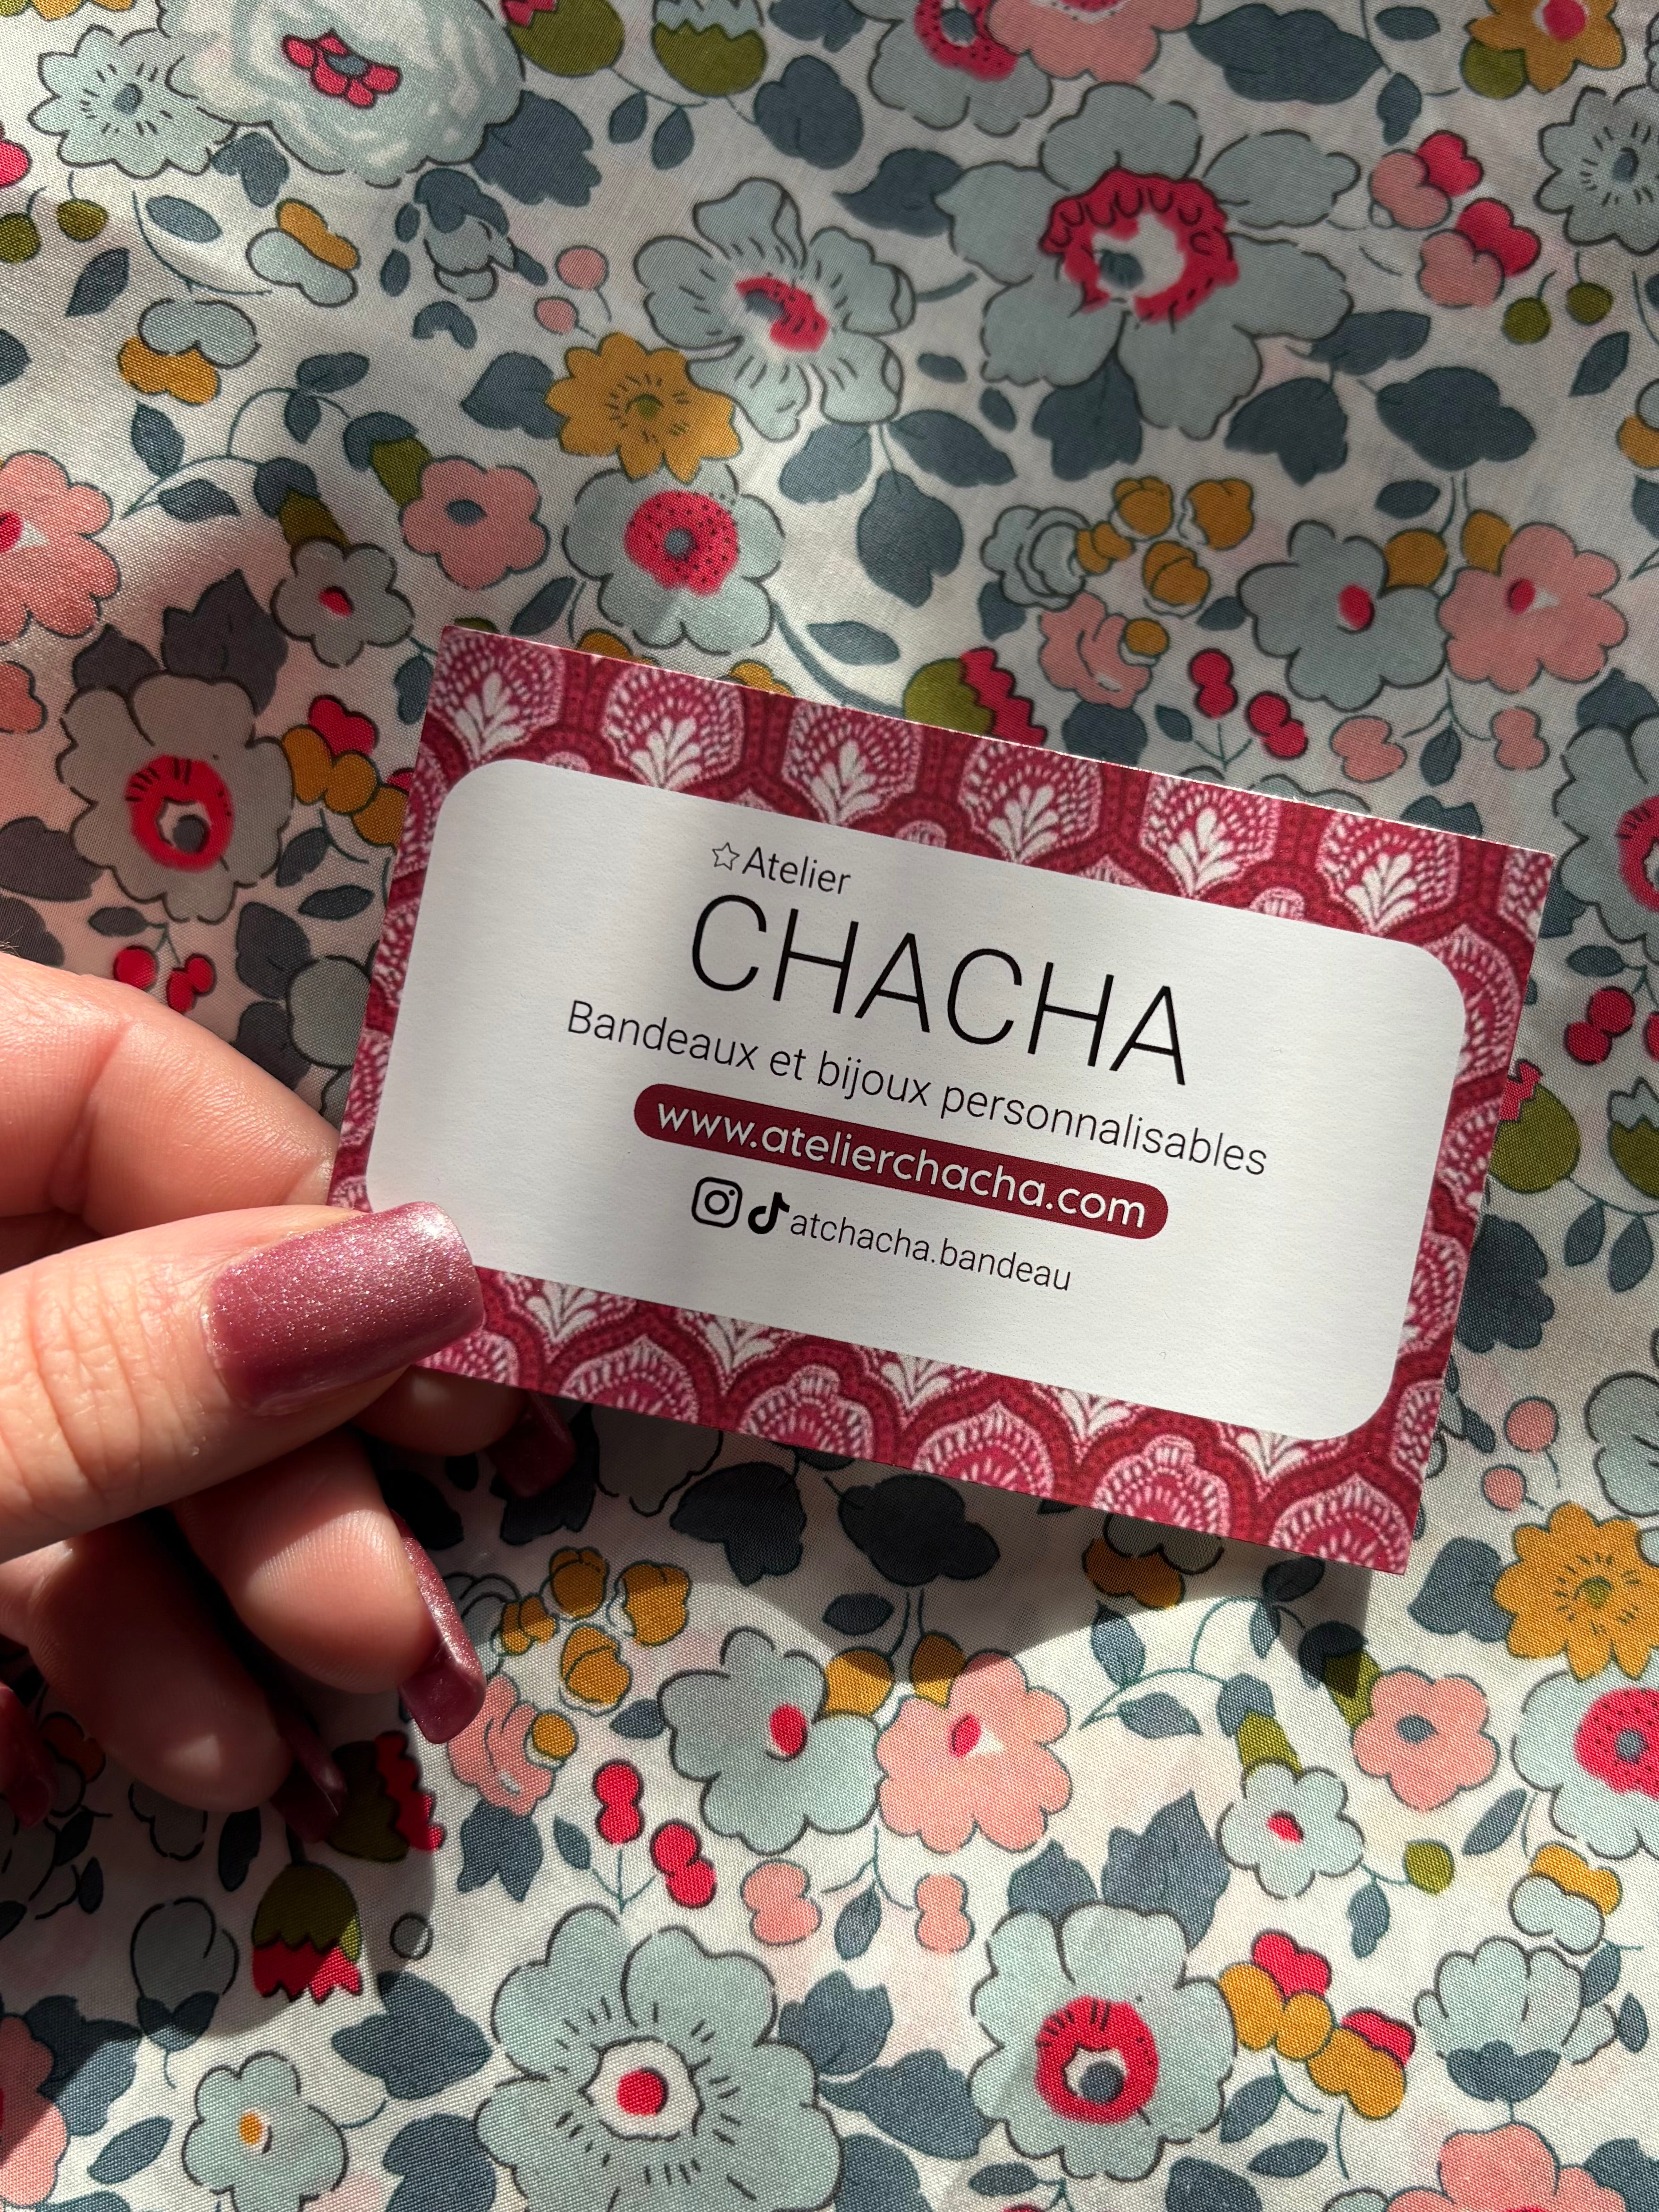 Atelier
CHACHA
Bandeaux et bijoux personnalisables
www.atelierchacha.com
atchacha.bandeau